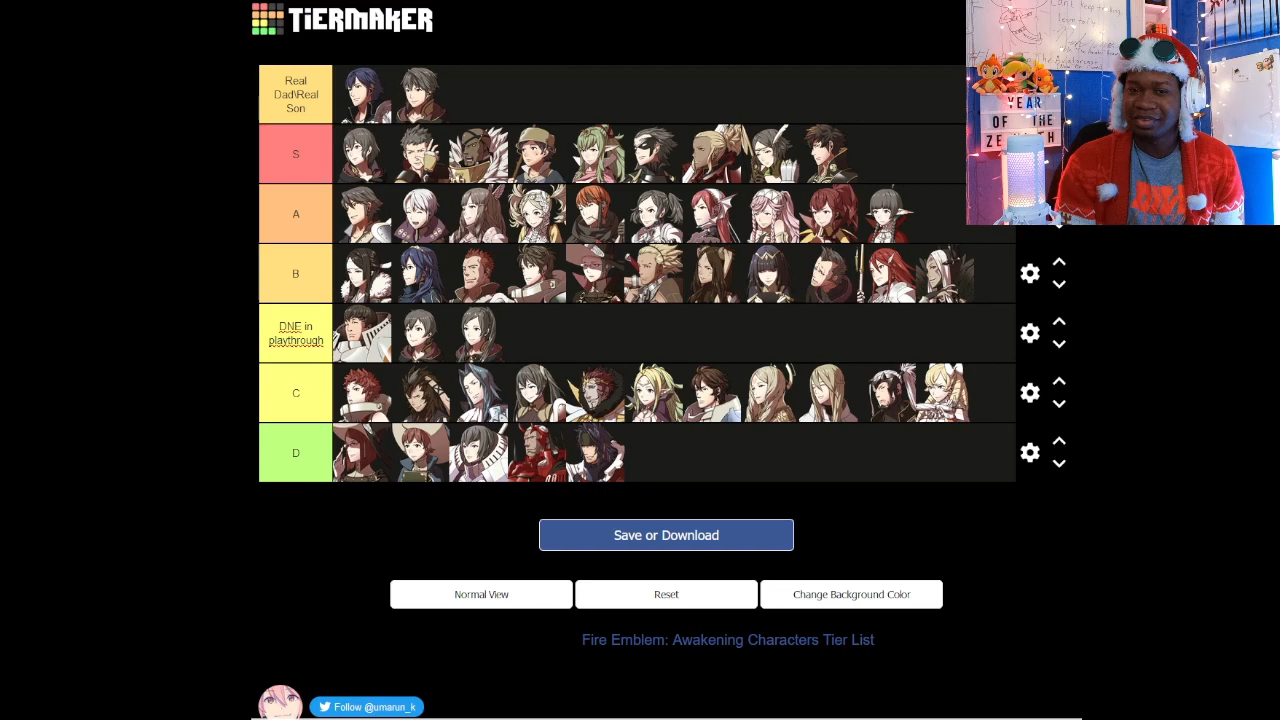 TiERMAKER
Real
Dad\Real
Son
S
A
B
DNE in
playthrough
C
D
YEAR
OF THE
Save or Download
Normal View
Reset
Change Background Color
Fire Emblem: Awakening Characters Tier List
Follow @umarun_k